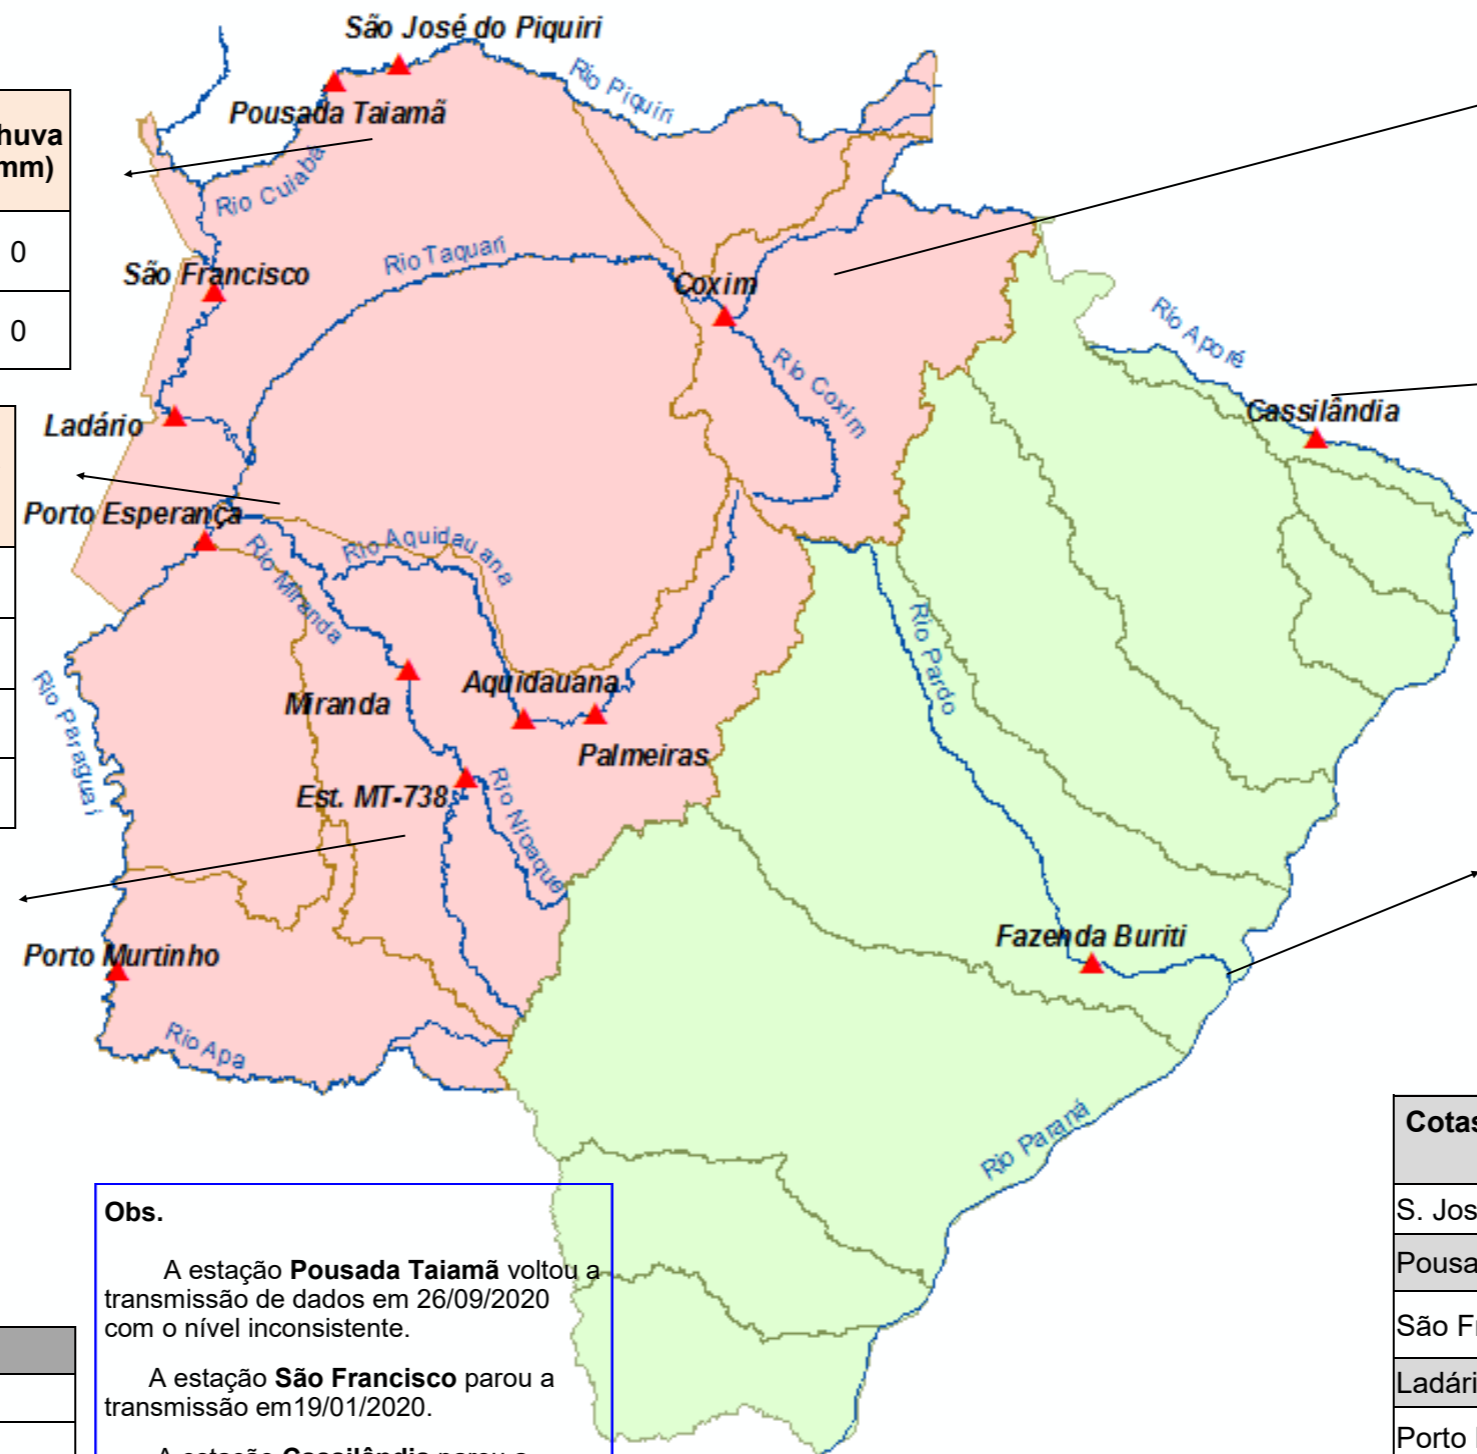 São José do Piquiri
Rio Piquiri
Pousada Taiamã
huva
mm)
Rio Cuiabá
0
Rio Taquari
São Francisco
Coxim
0
Rio Aporé
Rio Coxim
Cassilândia
Ladário
Porto Esperança
Rio Aquidauana
Rio Miranda
Rio Pardo
Rio Paraguai
Aquidauana
Miranda
Palmeiras
Est. MT-738
Rio Nioaque
Fazenda Buriti
Porto Murtinho
Rio Apa
Rio Paraná
Cotas
S. Jos
Pousa
São Fr
Ladári
Porto
Obs.
A estação Pousada Taiamã voltou a
transmissão de dados em 26/09/2020
com o nível inconsistente.
A estação São Francisco parou a
transmissão em19/01/2020.
A estação Cassilândia parou a